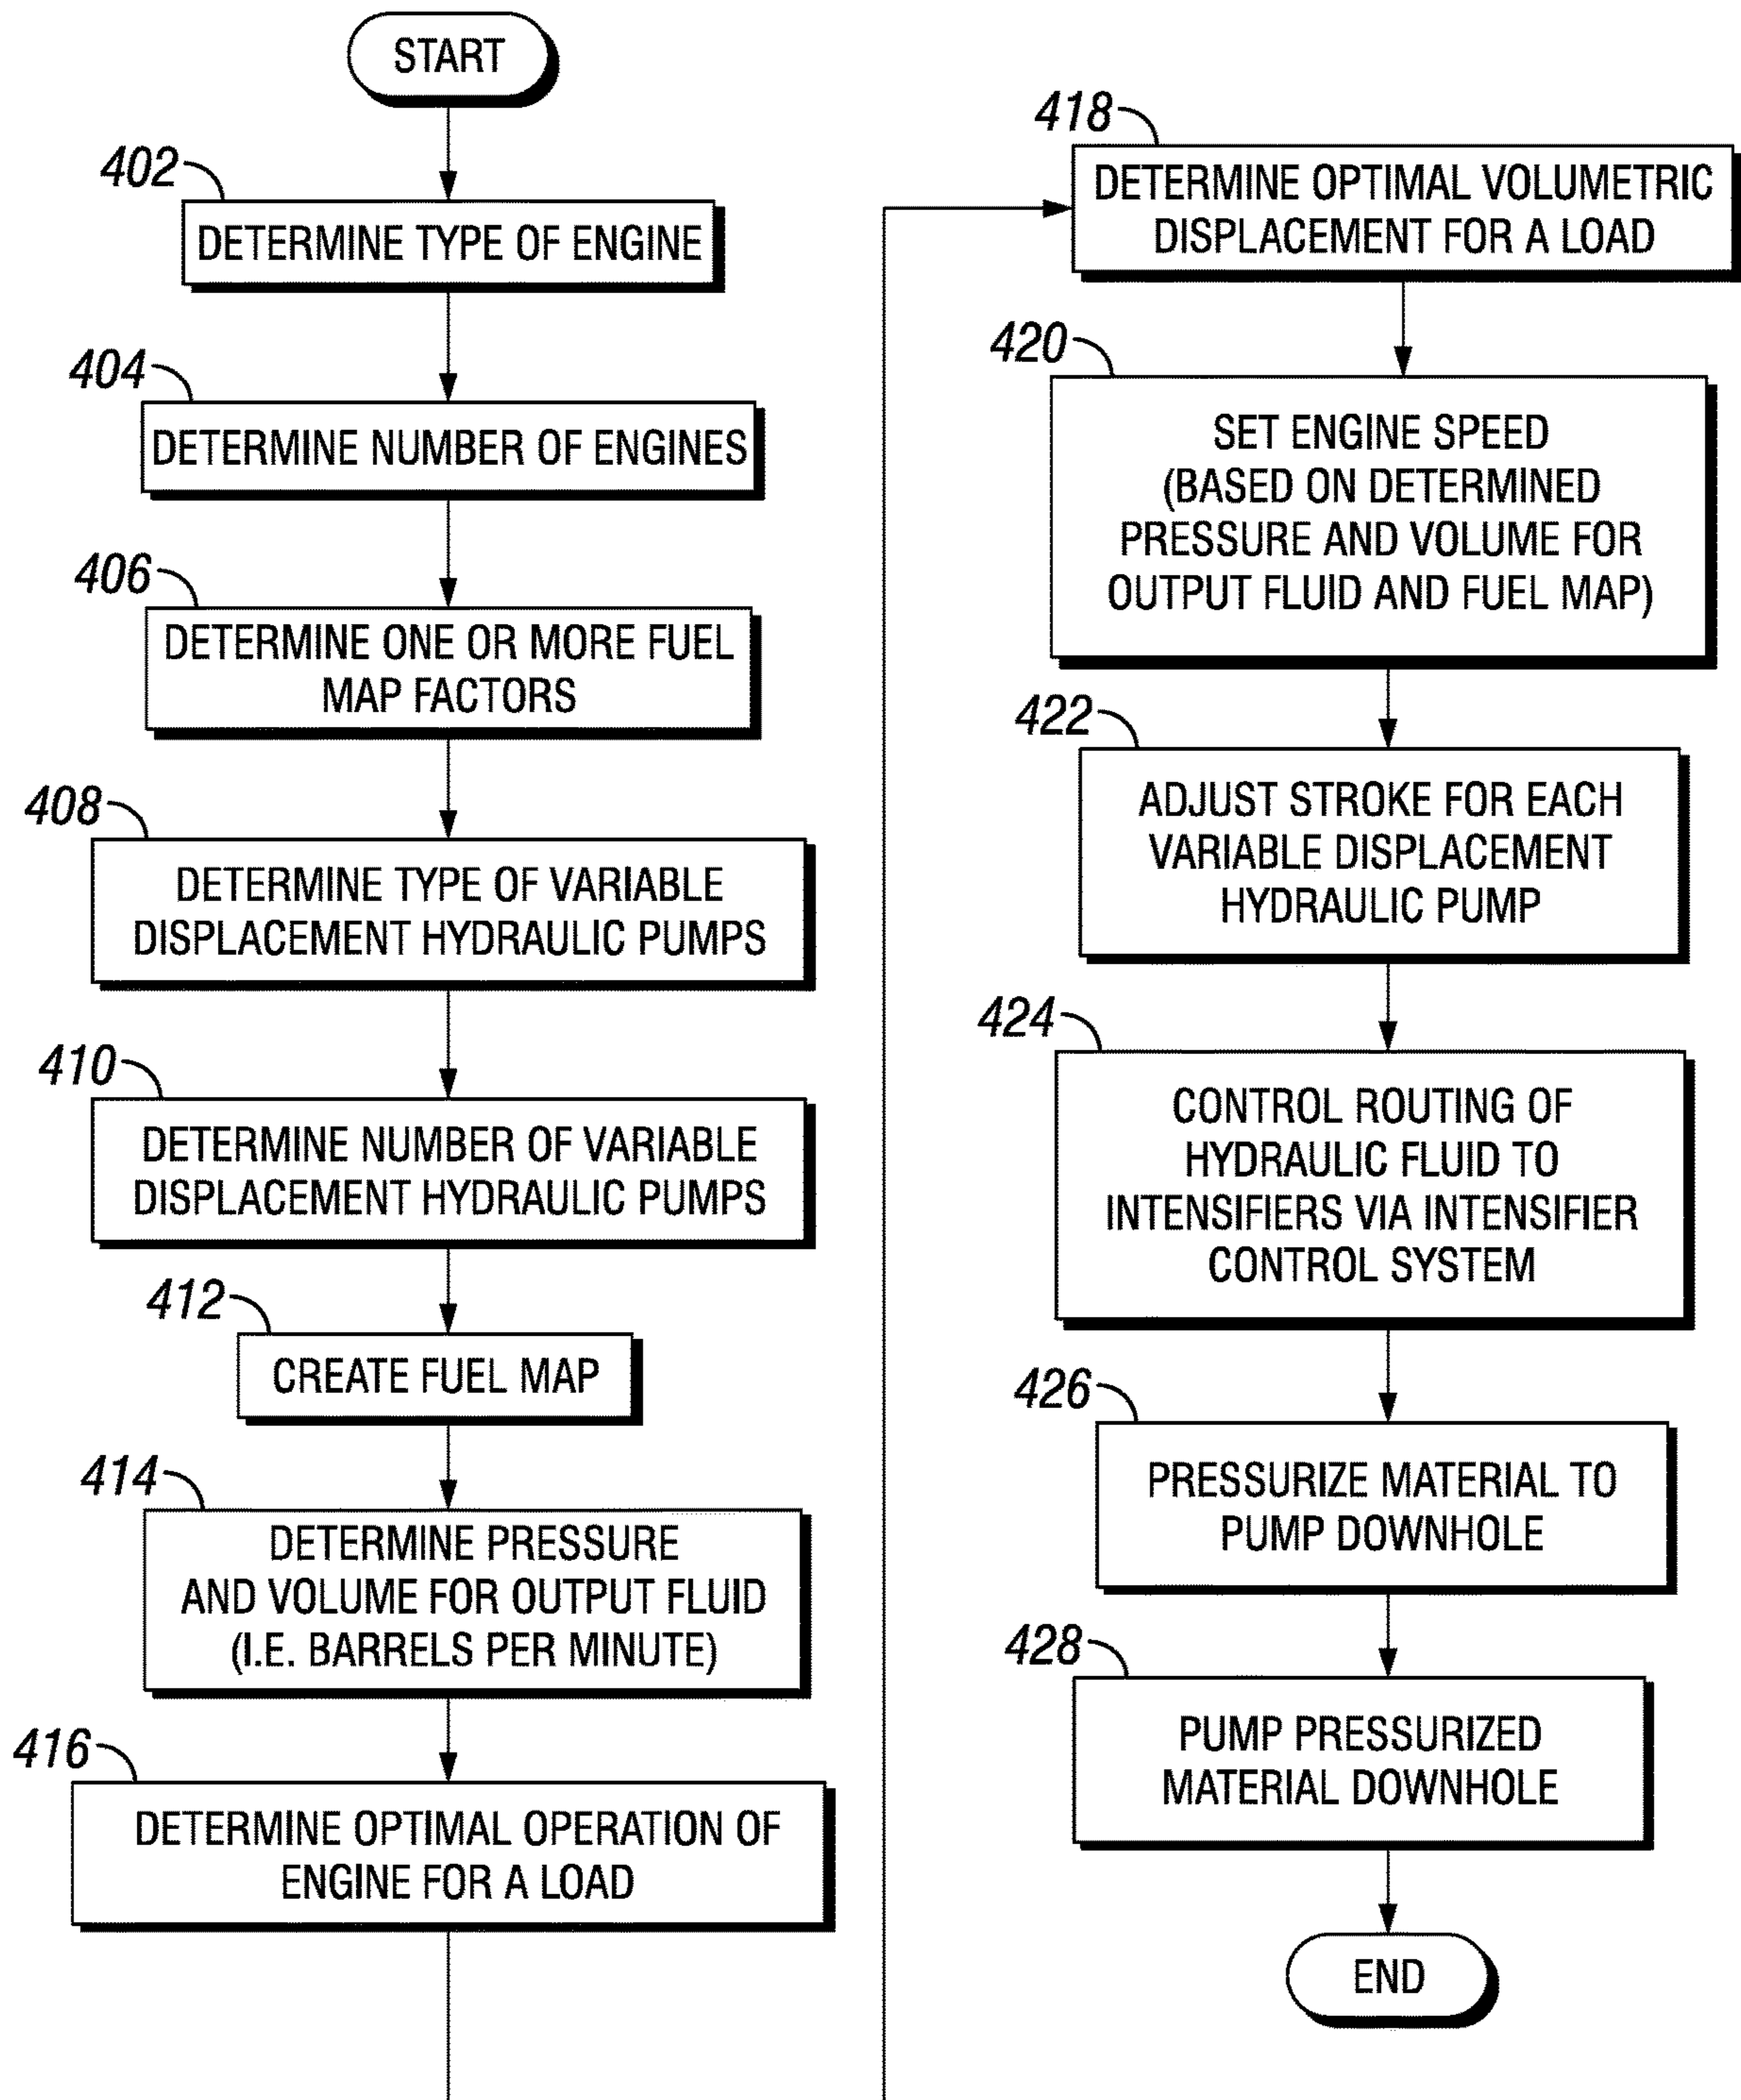 START
402
DETERMINE TYPE OF ENGINE
404
DETERMINE NUMBER OF ENGINES
406
DETERMINE ONE OR MORE FUEL
MAP FACTORS
408
DETERMINE TYPE OF VARIABLE
DISPLACEMENT HYDRAULIC PUMPS
410
DETERMINE NUMBER OF VARIABLE
DISPLACEMENT HYDRAULIC PUMPS
412
CREATE FUEL MAP
414
DETERMINE PRESSURE
AND VOLUME FOR OUTPUT FLUID
(I.E. BARRELS PER MINUTE)
416
DETERMINE OPTIMAL OPERATION OF
ENGINE FOR A LOAD
418
DETERMINE OPTIMAL VOLUMETRIC
DISPLACEMENT FOR A LOAD
420
SET ENGINE SPEED
(BASED ON DETERMINED
PRESSURE AND VOLUME FOR
OUTPUT FLUID AND FUEL MAP)
422
ADJUST STROKE FOR EACH
VARIABLE DISPLACEMENT
HYDRAULIC PUMP
424
CONTROL ROUTING OF
HYDRAULIC FLUID TO
INTENSIFIERS VIA INTENSIFIER
CONTROL SYSTEM
426
PRESSURIZE MATERIAL TO
PUMP DOWNHOLE
428
PUMP PRESSURIZED
MATERIAL DOWNHOLE
END